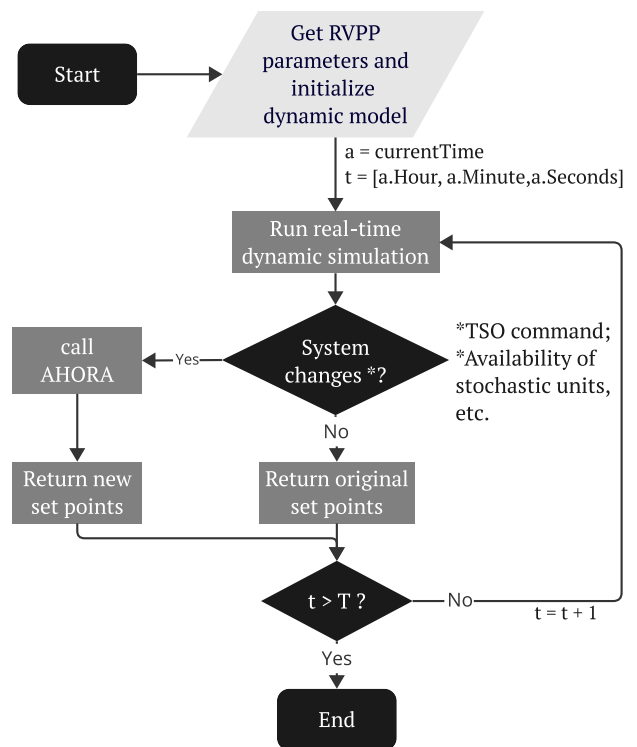 Start
Get RVPP
parameters and
initialize
dynamic model
a = currentTime
t = [a.Hour, a.Minute,a.Seconds]
Run real-time
dynamic simulation
System
changes *?
*TSO command;
*Availability of
stochastic units,
etc.
Yes
call
AHORA
No
Return new
set points
Return original
set points
t > T ?
No
t = t + 1
Yes
End